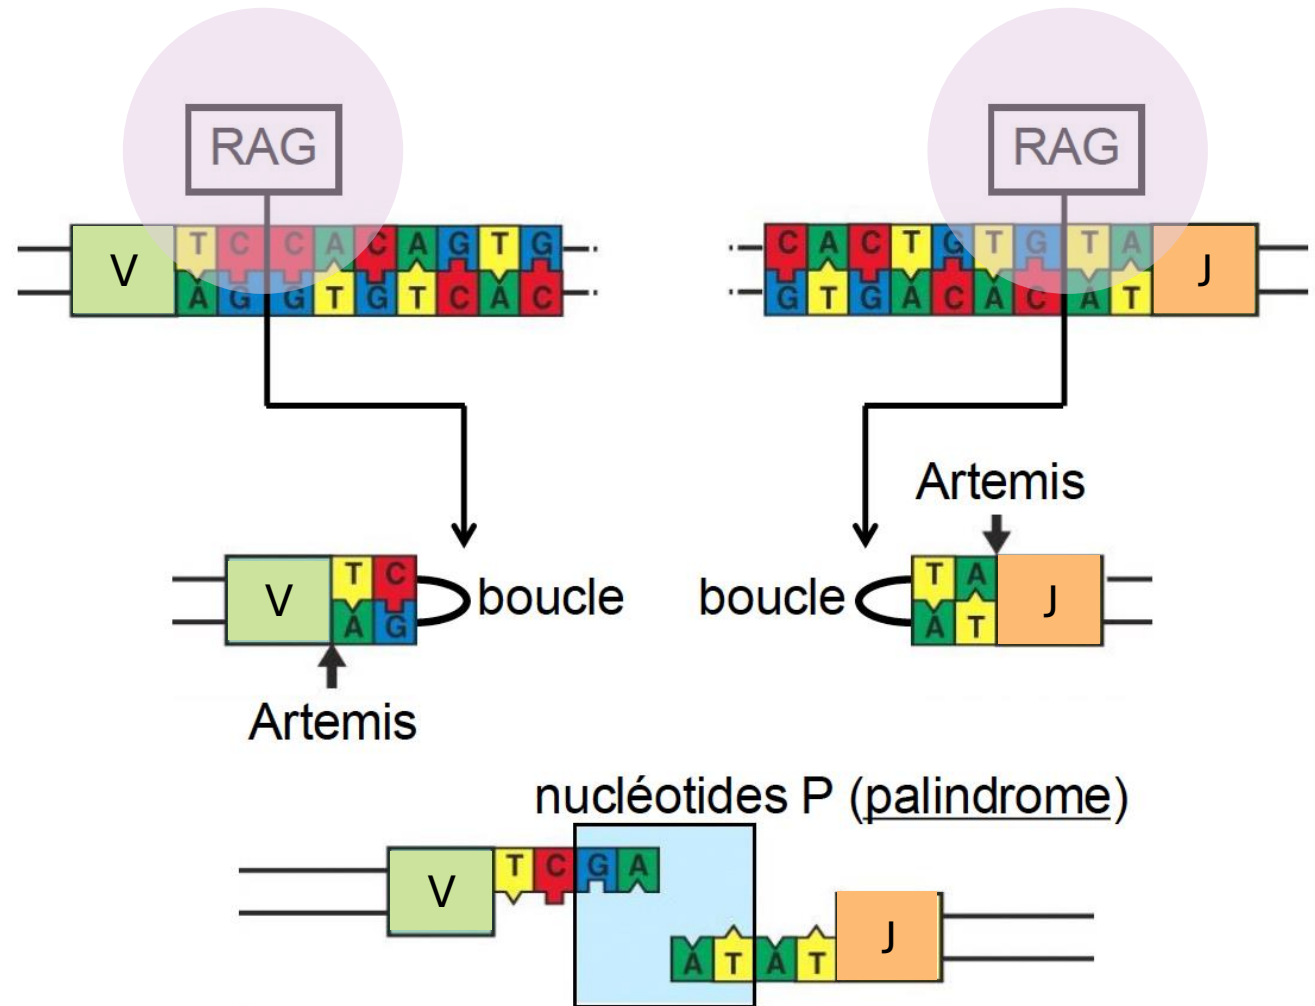 RAG RAG
V T C C A C A G T G C A C T G T G T A J
A G G T G T C A C G T G A C A C A T
Artemis
V T C boucle boucle T A J
A G A T
Artemis
nucléotides P (palindrome)
V T C G A
A T A T J